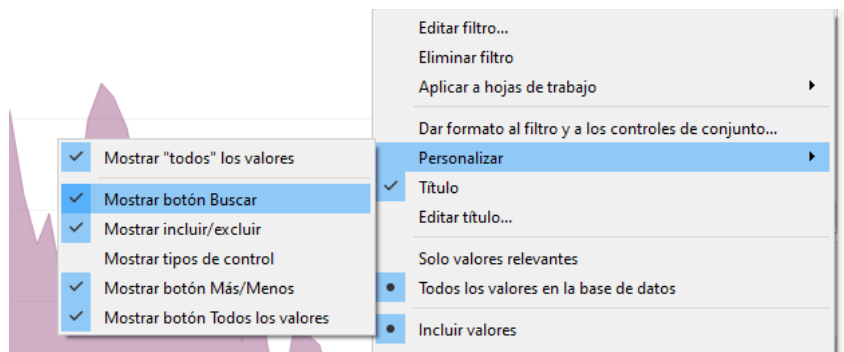 Editar filtro...
Eliminar filtro
Aplicar a hojas de trabajo
Dar formato al filtro y a los controles de conjunto...
Personalizar
Título
Editar título...
Solo valores relevantes
Todos los valores en la base de datos
Incluir valores
Mostrar "todos" los valores
Mostrar botón Buscar
Mostrar incluir/excluir
Mostrar tipos de control
Mostrar botón Más/Menos
Mostrar botón Todos los valores